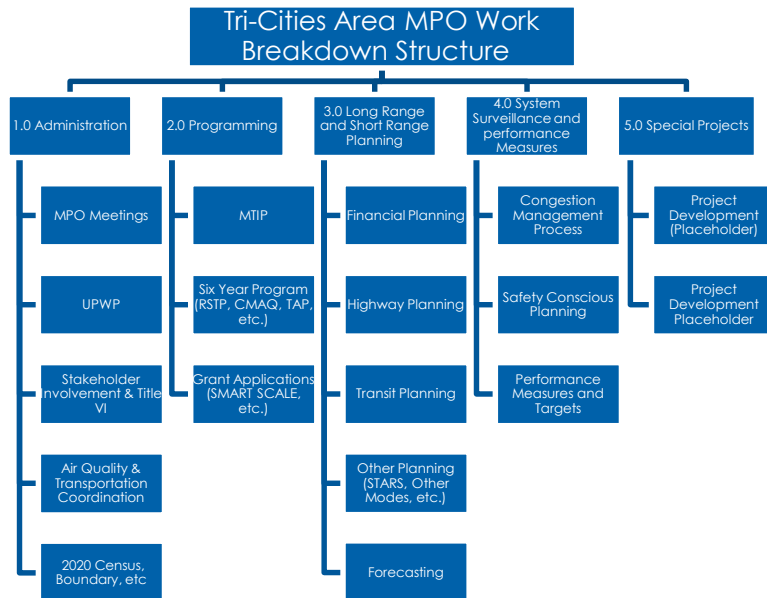 Tri-Cities Area MPO Work
Breakdown Structure
1.0 Administration
MPO Meetings
UPWP
Stakeholder
Involvement & Title
VI
Air Quality &
Transportation
Coordination
2020 Census,
Boundary, etc
2.0 Programming
MTIP
Six Year Program
(RSTP, CMAQ, TAP,
etc.)
Grant Applications
(SMART SCALE,
etc.)
3.0 Long Range
and Short Range
Planning
Financial Planning
Highway Planning
Transit Planning
Other Planning
(STARS, Other
Modes, etc.)
Forecasting
4.0 System
Surveillance and
performance
Measures
Congestion
Management
Process
Safety Conscious
Planning
Performance
Measures and
Targets
5.0 Special Projects
Project
Development
(Placeholder)
Project
Development
Placeholder